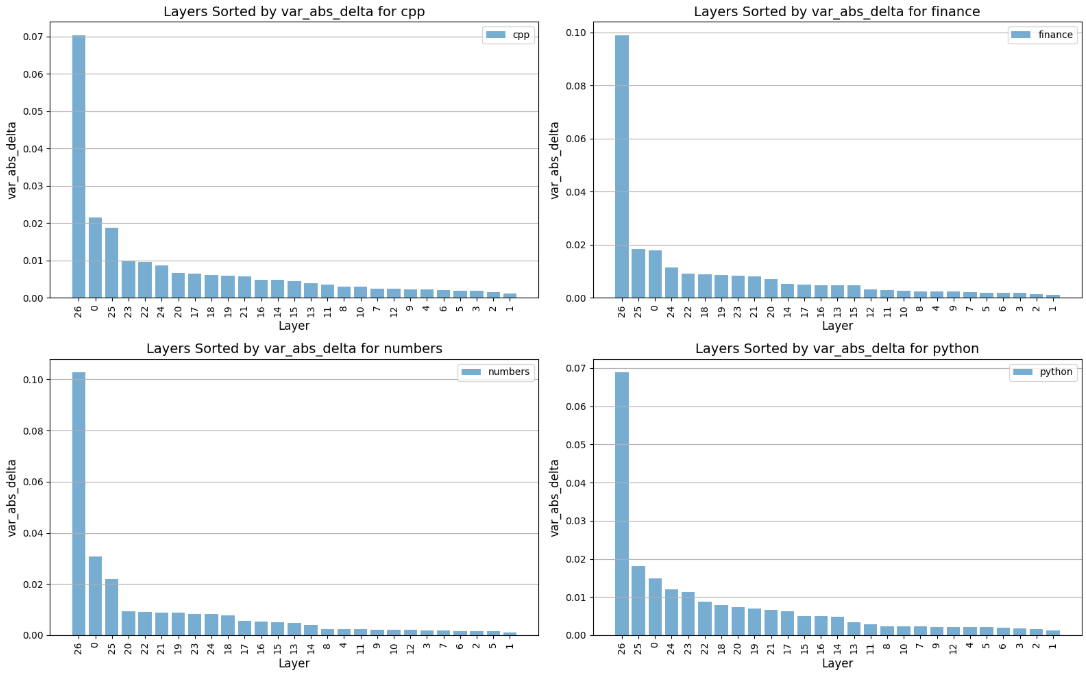 Layers Sorted by var_abs_delta for cpp
cpp
var_abs_delta
0.07
0.06
0.05
0.04
0.03
0.02
0.01
0.00
26 0 25 23 22 24 20 17 18 19 21 16 14 15 13 11 8 10 7 12 9 4 6 5 3 2 1
Layer
Layers Sorted by var_abs_delta for finance
finance
var_abs_delta
0.10
0.08
0.06
0.04
0.02
0.00
26 25 0 24 22 18 19 23 21 20 14 17 16 13 15 12 11 10 8 4 9 7 5 6 3 2 1
Layer
Layers Sorted by var_abs_delta for numbers
numbers
var_abs_delta
0.10
0.08
0.06
0.04
0.02
0.00
26 0 25 20 22 21 19 23 24 18 17 16 15 13 14 8 11 9 10 12 3 4 7 6 2 5 1
Layer
Layers Sorted by var_abs_delta for python
python
var_abs_delta
0.07
0.06
0.05
0.04
0.03
0.02
0.01
0.00
26 25 0 24 23 22 18 20 19 21 17 15 16 14 13 11 8 10 7 9 12 5 4 6 3 2 1
Layer